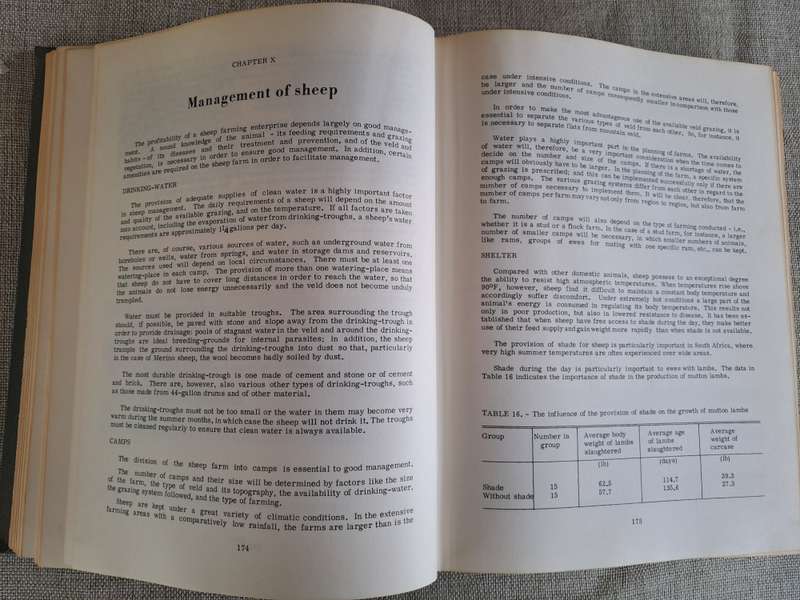 CHAPTER X
Management of sheep
The profitability of a sheep farming enterprise depends largely on good manage-
ment. A sound knowledge of the animal - its feeding requirements and grazing
habits - of its diseases and their treatment and prevention, and of the veld and
vegetation, is necessary in order to ensure good management. In addition, certain
amenities are required on the sheep farm in order to facilitate management.
DRINKING-WATER
The provision of adequate supplies of clean water is a highly important factor
in sheep management. The daily requirements of a sheep will depend on the amount
and quality of the available grazing, and on the temperature. If all factors are taken
into account, including the evaporation of water from drinking-troughs, a sheep's water
requirements are approximately 1¼ gallons per day.
There are, of course, various sources of water, such as underground water from
boreholes or wells, water from springs, and water in storage dams and reservoirs.
The sources used will depend on local circumstances. There must be at least one
watering-place in each camp. The provision of more than one watering-place means
that sheep do not have to cover long distances in order to reach the water, so that
the animals do not lose energy unnecessarily and the veld does not become unduly
trampled.
Water must be provided in suitable troughs. The area surrounding the trough
should, if possible, be paved with stone and slope away from the drinking-trough in
order to provide drainage: pools of stagnant water in the veld and around the drinking-
troughs are ideal breeding-grounds for internal parasites; in addition, the sheep
trample the ground surrounding the drinking-troughs into dust so that, particularly
in the case of Merino sheep, the wool becomes badly soiled by dust.
The most durable drinking-trough is one made of cement and stone or of cement
and brick. There are, however, also various other types of drinking-troughs, such
as those made from 44-gallon drums and of other material.
The drinking-troughs must not be too small or the water in them may become very
warm during the summer months, in which case the sheep will not drink it. The troughs
must be cleaned regularly to ensure that clean water is always available.
CAMPS
The division of the sheep farm into camps is essential to good management.
The number of camps and their size will be determined by factors like the size
of the farm, the type of veld and its topography, the availability of drinking-water,
the grazing system followed, and the type of farming.
Sheep are kept under a great variety of climatic conditions. In the extensive
farming areas with a comparatively low rainfall, the farms are larger than is the
174
case under intensive conditions. The camps in the extensive areas will, therefore,
be larger and the number of camps consequently smaller in comparison with those
under intensive conditions.
In order to make the most advantageous use of the available veld grazing, it is
essential to separate the various types of veld from each other. So, for instance, it
is necessary to separate flats from mountain veld.
Water plays a highly important part in the planning of farms. The availability
of water will, therefore, be a very important consideration when the time comes to
decide on the number and size of the camps. If there is a shortage of water, the
camps will obviously have to be larger. In the planning of the farm, a specific system
of grazing is prescribed; and this can be implemented successfully only if there are
enough camps. The various grazing systems differ from each other in regard to the
number of camps necessary to implement them. It will be clear, therefore, that the
number of camps per farm may vary not only from region to region, but also from farm
to farm.
The number of camps will also depend on the type of farming conducted - i.e.,
whether it is a stud or a flock farm. In the case of a stud farm, for instance, a larger
number of smaller camps will be necessary, in which smaller numbers of animals,
like rams, groups of ewes for mating with one specific ram, etc., can be kept.
SHELTER
Compared with other domestic animals, sheep possess to an exceptional degree
the ability to resist high atmospheric temperatures. When temperatures rise above
90°F, however, sheep find it difficult to maintain a constant body temperature and
accordingly suffer discomfort. Under extremely hot conditions a large part of the
animal's energy is consumed in regulating its body temperature. This results not
only in poor production, but also in lowered resistance to disease. It has been es-
tablished that when sheep have free access to shade during the day, they make better
use of their feed supply and gain weight more rapidly than when shade is not available.
The provision of shade for sheep is particularly important in South Africa, where
very high summer temperatures are often experienced over wide areas.
Shade during the day is particularly important to ewes with lambs. The data in
Table 16 indicates the importance of shade in the production of mutton lambs.
TABLE 16. - The influence of the provision of shade on the growth of mutton lambs
Group Number in group Average body weight of lambs slaughtered Average age of lambs slaughtered Average weight of carcase
(lb) (days) (lb)
Shade 15 62.5 114.7 29.3
Without shade 15 57.7 135.4 27.3
175